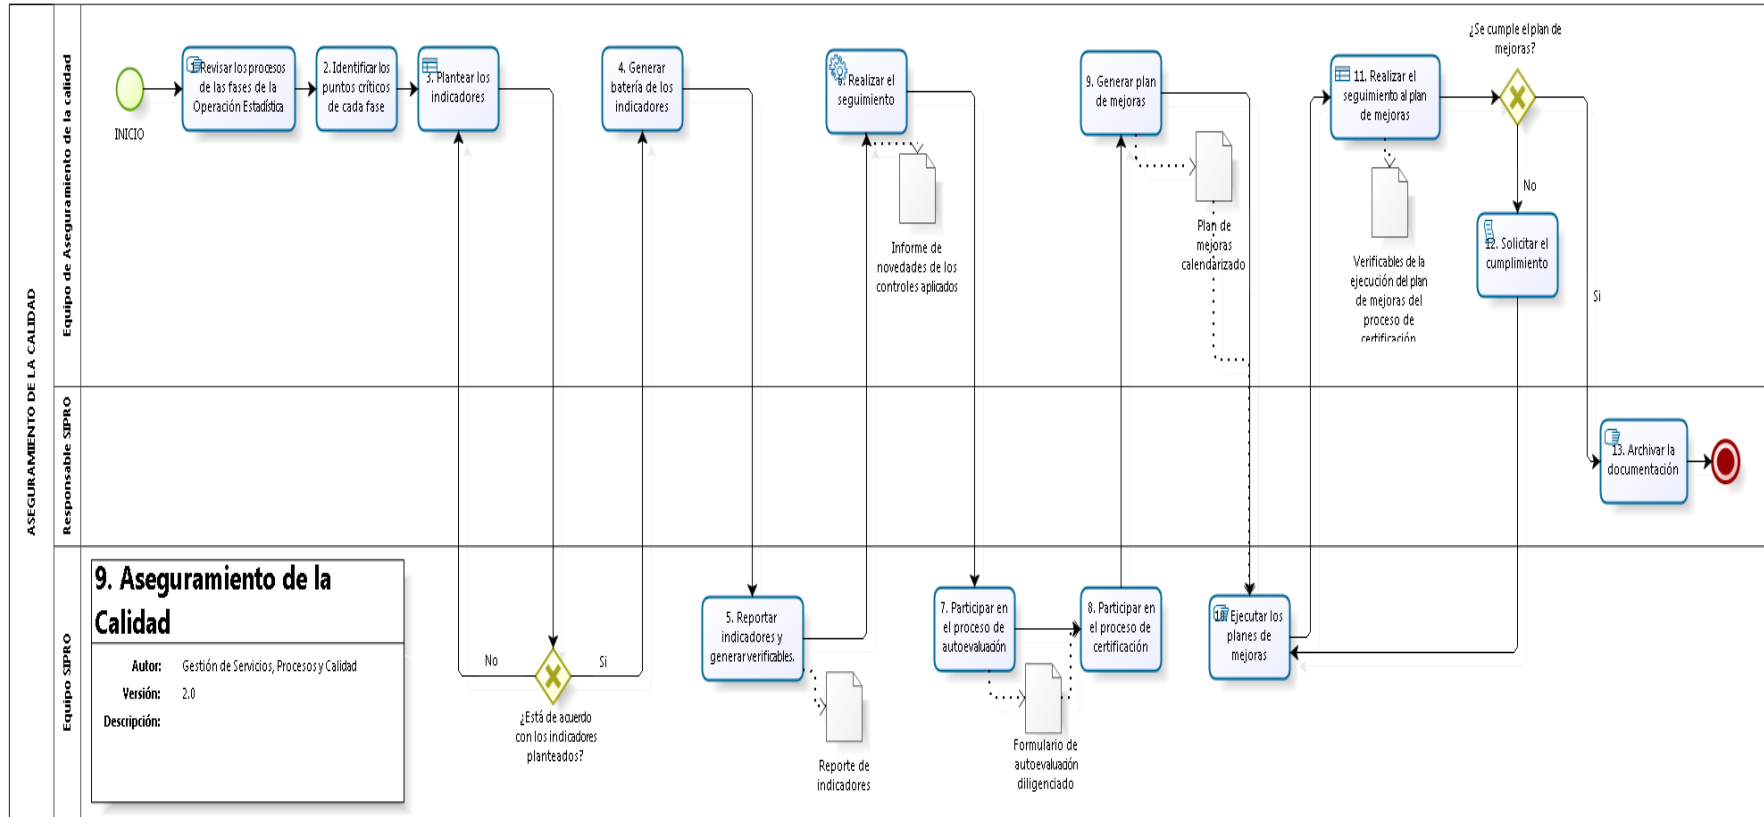 ASEGURAMIENTO DE LA CALIDAD
Equipo de Aseguramiento de la calidad
INICIO
1. Revisar los procesos
de las fases de la
Operación Estadística
2. Identificar los
puntos críticos
de cada fase
3. Plantear los
indicadores
4. Generar
batería de los
indicadores
Realizar el
seguimiento
Informe de
novedades de los
controles aplicados
9. Generar plan
de mejoras
Plan de
mejoras
calendarizado
11. Realizar el
seguimiento al plan
de mejoras
Verificables de la
ejecución del plan
de mejoras del
proceso de
certificación
¿Se cumple el plan de
mejoras?
No
Si
12. Solicitar el
cumplimiento
Responsable SIPRO
13. Archivar la
documentación
Equipo SIPRO
9. Aseguramiento de la
Calidad
Autor: Gestión de Servicios, Procesos y Calidad
Versión: 2.0
Descripción:
No
Si
¿Está de acuerdo
con los indicadores
planteados?
5. Reportar
indicadores y
generar verificables.
Reporte de
indicadores
7. Participar en
el proceso de
autoevaluación
Formulario de
autoevaluación
diligenciado
8. Participar en
el proceso de
certificación
10. Ejecutar los
planes de
mejoras